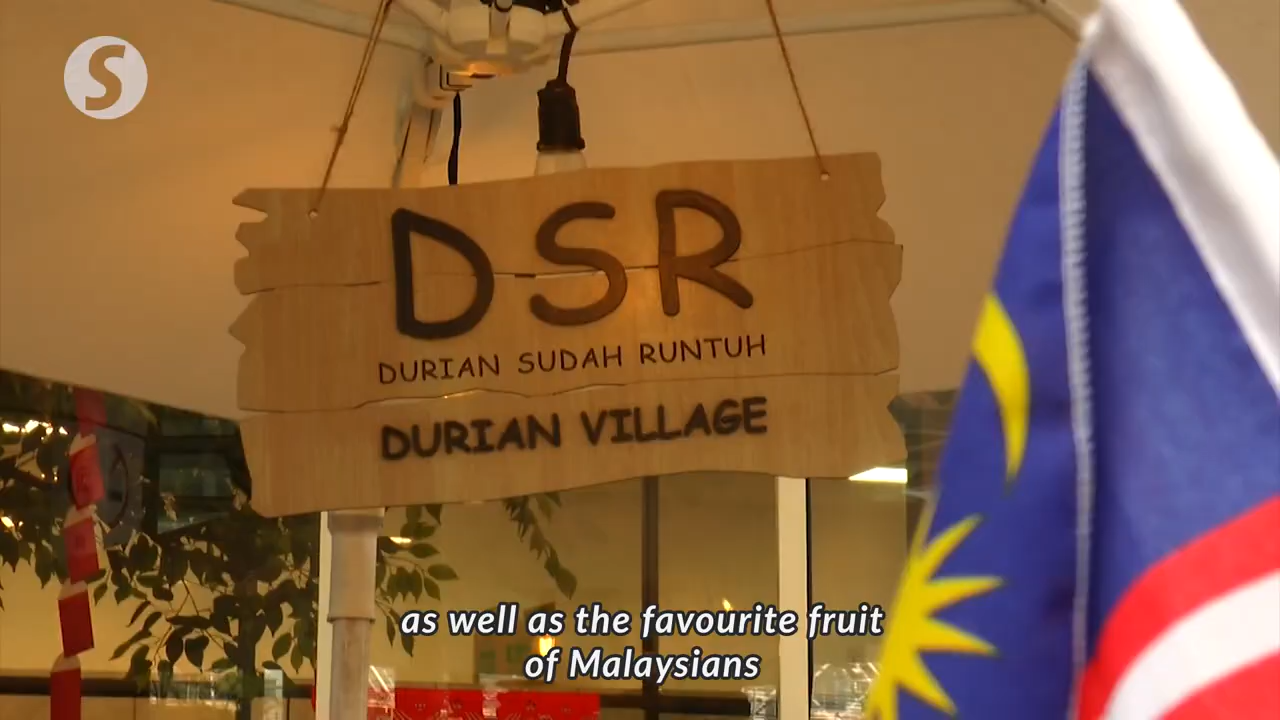 S
DSR
DURIAN SUDAH RUNTUH
DURIAN VILLAGE
as well as the favourite fruit
of Malaysians